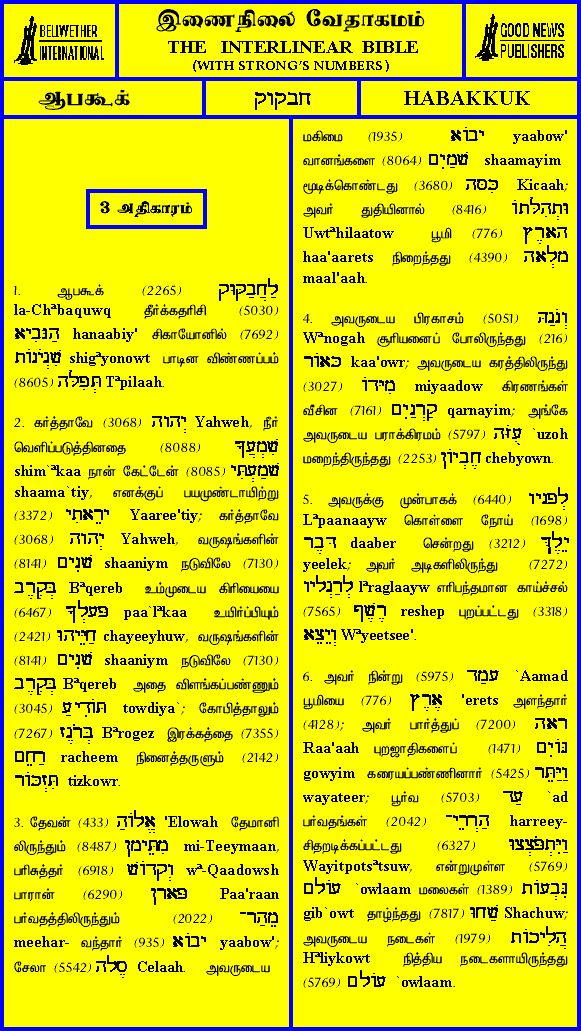 BELLWETHER
INTERNATIONAL
இணைநிலை வேதாகமம்
THE INTERLINEAR BIBLE
(WITH STRONG'S NUMBERS)
GOOD NEWS
PUBLISHERS
ஆபகூக்
חבקוק
HABAKKUK
3 அதிகாரம்
1. ஆபகூக் (2265) לַחֲבַקּוּק
la-Chªbaquwq தீர்க்கதரிசி (5030)
הַנּבִיא hanaabiy' சிகாயோனில் (7692)
שִׁגְיֹנוֹת shigªyonowt பாடின விண்ணப்பம்
(8605) תְּפִלָּה Tªpilaah.
2. கர்த்தாவே (3068) יְהוָה Yahweh, நீர்
வெளிப்படுத்தினதை (8088) שִׁמְעֲךָ
shim`ªkaa நான் கேட்டேன் (8085) שָׁמַעְתִּי
shaama`tiy, எனக்குப் பயமுண்டாயிற்று
(3372) יָרֵאתִי Yaaree'tiy; கர்த்தாவே
(3068) יְהוָה Yahweh, வருஷங்களின்
(8141) שָׁנִים shaaniym நடுவிலே (7130)
בְּקֶרֶב Bªqereb உம்முடைய கிரியையை
(6467) פָּעָלְךָ paa`lªkaa உயிர்ப்பியும்
(2421) חַיֵּיהוּ chayeeyhuw, வருஷங்களின்
(8141) שָׁנִים shaaniym நடுவிலே (7130)
בְּקֶרֶב Bªqereb அதை விளங்கப்பண்ணும்
(3045) תּוֹדִיעַ towdiya`; கோபித்தாலும்
(7267) בְּרֹגֶז Bªrogez இரக்கத்தை (7355)
רַחֵם racheem நினைத்தருளும் (2142)
תִּזְכּוֹר tizkowr.
3. தேவன் (433) אֱלוֹהַ 'Elowah தேமானி
லிருந்தும் (8487) מִתֵּימָן mi-Teeymaan,
பரிசுத்தர் (6918) וְקָדוֹשׁ wª-Qaadowsh
பாரான் (6290) פָּארָן Paa'raan
பர்வதத்திலிருந்தும் (2022) מֵהַר־
meehar- வந்தார் (935) יָבוֹא yaabow';
சேலா (5542) סֶלָה Celaah. அவருடைய
மகிமை (1935) יָבוֹא yaabow'
வானங்களை (8064) שָׁמַיִם shaamayim
மூடிக்கொண்டது (3680) כִּסָּה Kicaah;
அவர் துதியினால் (8416) וּתְהִלָּתוֹ
Uwtªhilaatow பூமி (776) הָאָרֶץ
haa'aarets நிறைந்தது (4390) מָלְאָה
maal'aah.
4. அவருடைய பிரகாசம் (5051) וְנֹגַהּ
Wªnogah சூரியனைப் போலிருந்தது (216)
כָּאוֹר kaa'owr; அவருடைய கரத்திலிருந்து
(3027) מִיָּדוֹ miyaadow கிரணங்கள்
வீசின (7161) קַרְנַיִם qarnayim; அங்கே
அவருடைய பராக்கிரமம் (5797) עֻזֹּה `uzoh
மறைந்திருந்தது (2253) חֶבְיוֹן chebyown.
5. அவருக்கு முன்பாகக் (6440) לְפָנָיו
Lªpaanaayw கொள்ளை நோய் (1698)
דָּבֶר daaber சென்றது (3212) יֵלֶךְ
yeelek; அவர் அடிகளிலிருந்து (7272)
לְרַגְלָיו lªraglaayw எரிபந்தமான காய்ச்சல்
(7565) רֶשֶׁף reshep புறப்பட்டது (3318)
וְיֵצֵא Wªyeetsee'.
6. அவர் நின்று (5975) עָמַד `Aamad
பூமியை (776) אֶרֶץ 'erets அளந்தார்
(4128); அவர் பார்த்துப் (7200) רָאָה
Raa'aah புறஜாதிகளைப் (1471) גּוֹיִם
gowyim கரையப்பண்ணினார் (5425) וַיַּתֵּר
wayateer; பூர்வ (5703) עַד `ad
பர்வதங்கள் (2042) הַרְרֵי־ harreey-
சிதறடிக்கப்பட்டது (6327) וַיִּתְפֹּצְצוּ
Wayitpotsªtsuw, என்றுமுள்ள (5769)
עוֹלָם `owlaam மலைகள் (1389) גִּבְעוֹת
gib`owt தாழ்ந்தது (7817) שַׁחוּ Shachuw;
அவருடைய நடைகள் (1979) הֲלִיכוֹת
Hªliykowt நித்திய நடைகளாயிருந்தது
(5769) עוֹלָם `owlaam.